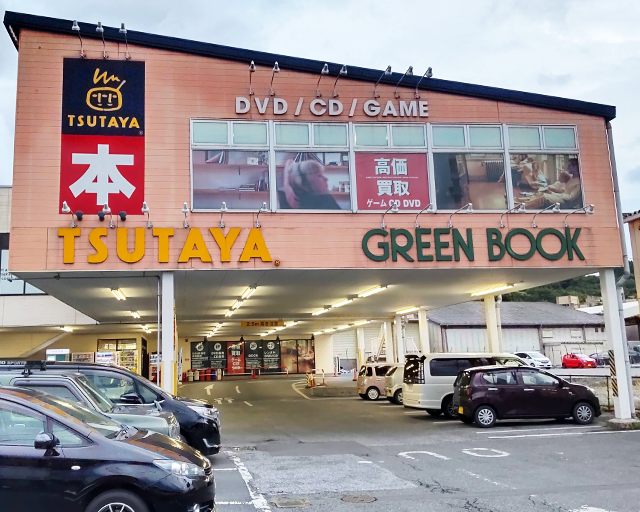 TSUTAYA
本
DVD/CD/GAME
高価
買取
ゲーム CD DVD
TSUTAYA
GREEN BOOK